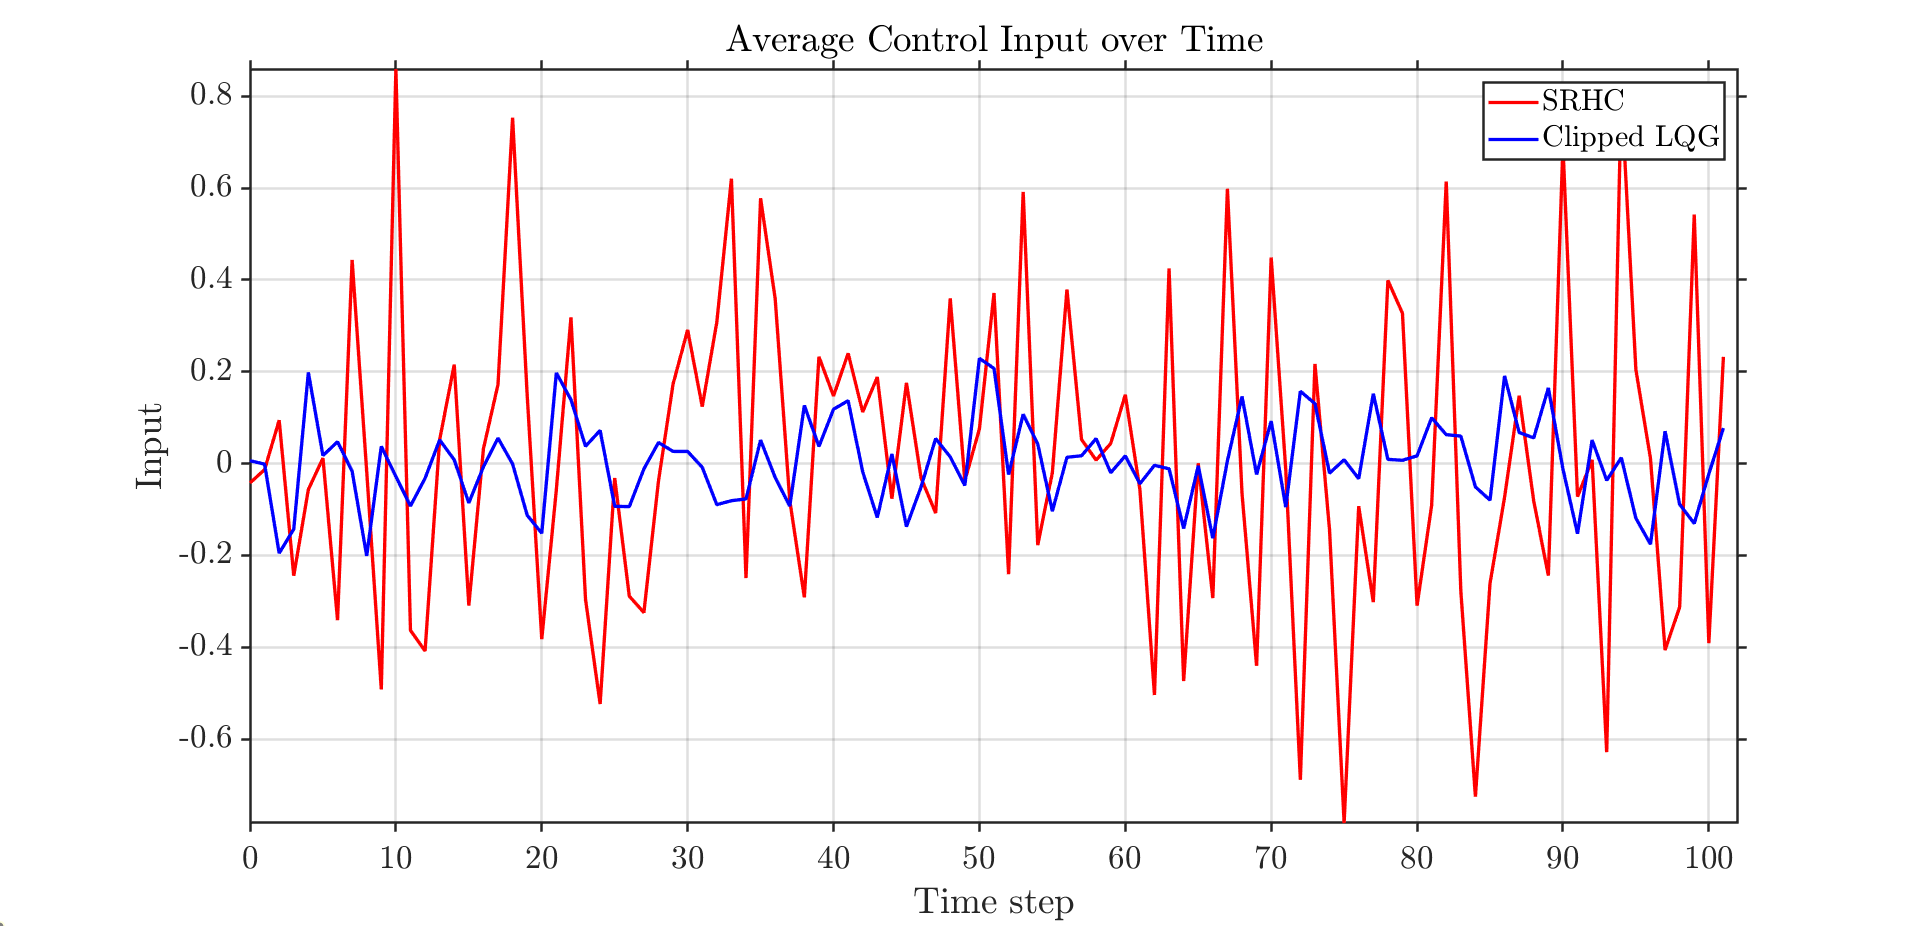 Average Control Input over Time
SRHC
Clipped LQG
0.8
0.6
0.4
0.2
0
-0.2
-0.4
-0.6
Input
0 10 20 30 40 50 60 70 80 90 100
Time step